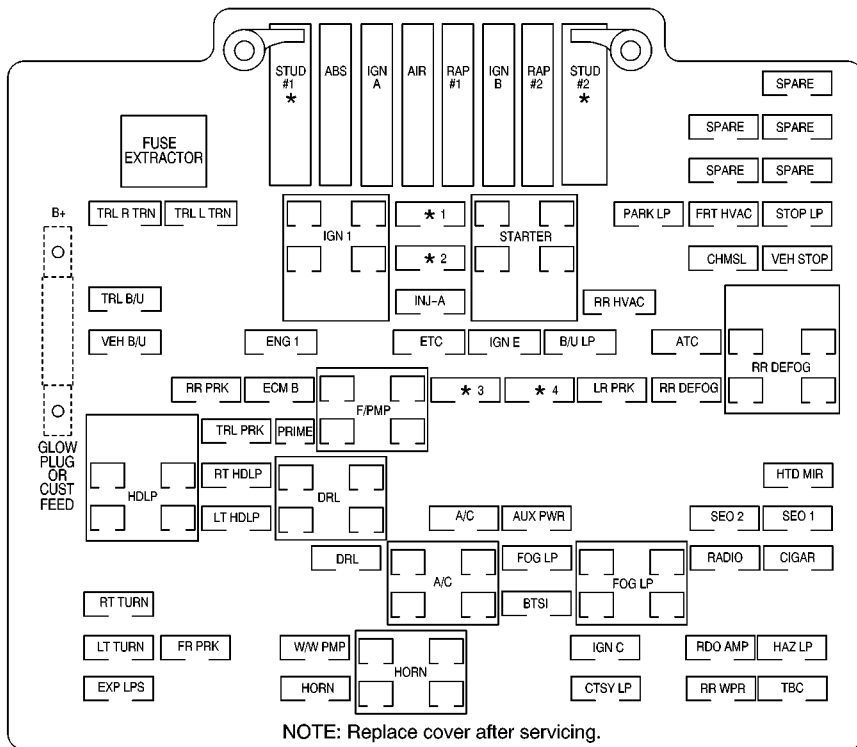 STUD #1 *
ABS
IGN A
AIR
RAP #1
IGN B
RAP #2
STUD #2 *
SPARE
SPARE
SPARE
FUSE EXTRACTOR
SPARE
SPARE
B+
TRL R TRN
TRL L TRN
IGN 1
* 1
STARTER
PARK LP
FRT HVAC
STOP LP
* 2
CHMSL
VEH STOP
TRL B/U
INJ-A
RR HVAC
VEH B/U
ENG 1
ETC
IGN E
B/U LP
ATC
RR DEFOG
RR PRK
ECM B
F/PMP
* 3
* 4
LR PRK
RR DEFOG
TRL PRK
PRIME
GLOW
PLUG
OR
CUST
FEED
HDLP
RT HDLP
DRL
HTD MIR
LT HDLP
A/C
AUX PWR
SEO 2
SEO 1
DRL
A/C
FOG LP
FOG LP
RADIO
CIGAR
RT TURN
BTSI
LT TURN
FR PRK
W/W PMP
HORN
IGN C
RDO AMP
HAZ LP
EXP LPS
HORN
CTSY LP
RR WPR
TBC
NOTE: Replace cover after servicing.